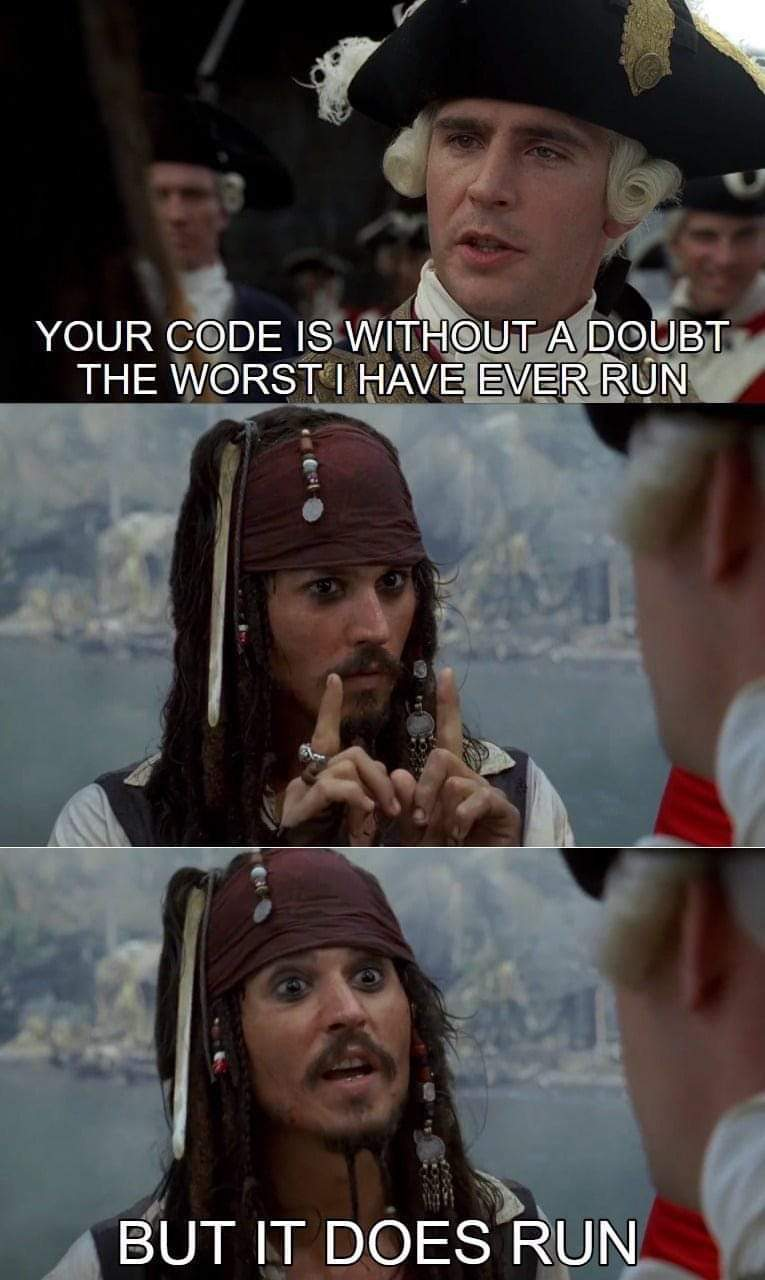 YOUR CODE IS WITHOUT A DOUBT
THE WORST I HAVE EVER RUN
BUT IT DOES RUN